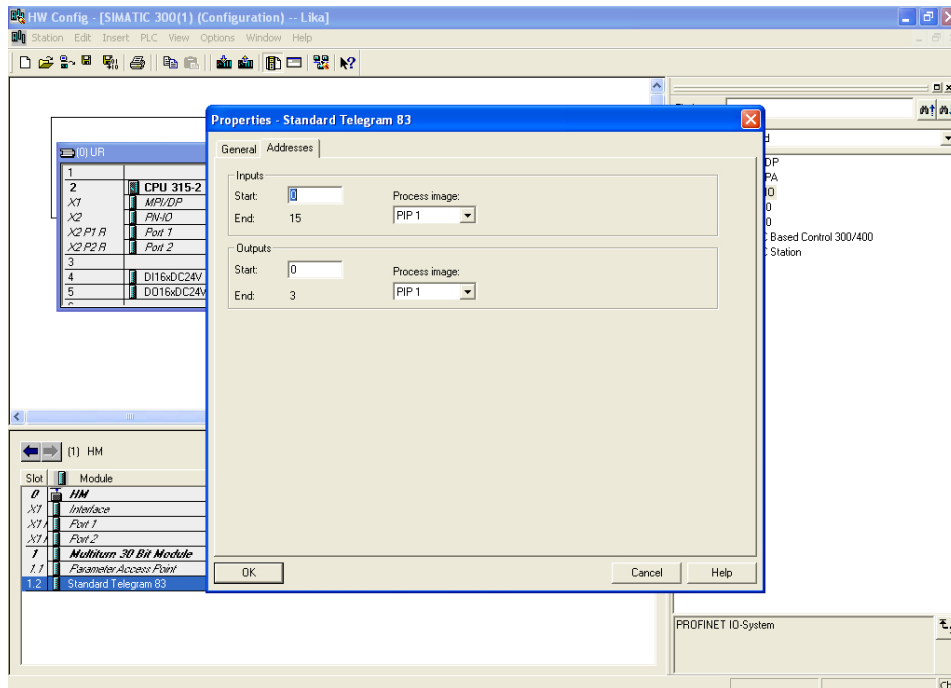 HW Config - [SIMATIC 300(1) (Configuration) -- Lika]
Station Edit Insert PLC View Options Window Help
(0) UR
1
2 CPU 315-2
X1 MPI/DP
X2 PN-IO
X2 P1 R Port 1
X2 P2 R Port 2
3
4 DI16xDC24V
5 DO16xDC24V
Properties - Standard Telegram 83
General Addresses
Inputs
Start: 0 Process image:
End: 15 PIP 1
Outputs
Start: 0 Process image:
End: 3 PIP 1
OK Cancel Help
DP
PA
IO
0
0
Based Control 300/400
Station
(1) HM
Slot Module
0 HM
X1 Interface
X1 Port 1
X1 Port 2
1 Multiturn 30 Bit Module
1.1 Parameter Access Point
1.2 Standard Telegram 83
PROFINET IO-System
Ch